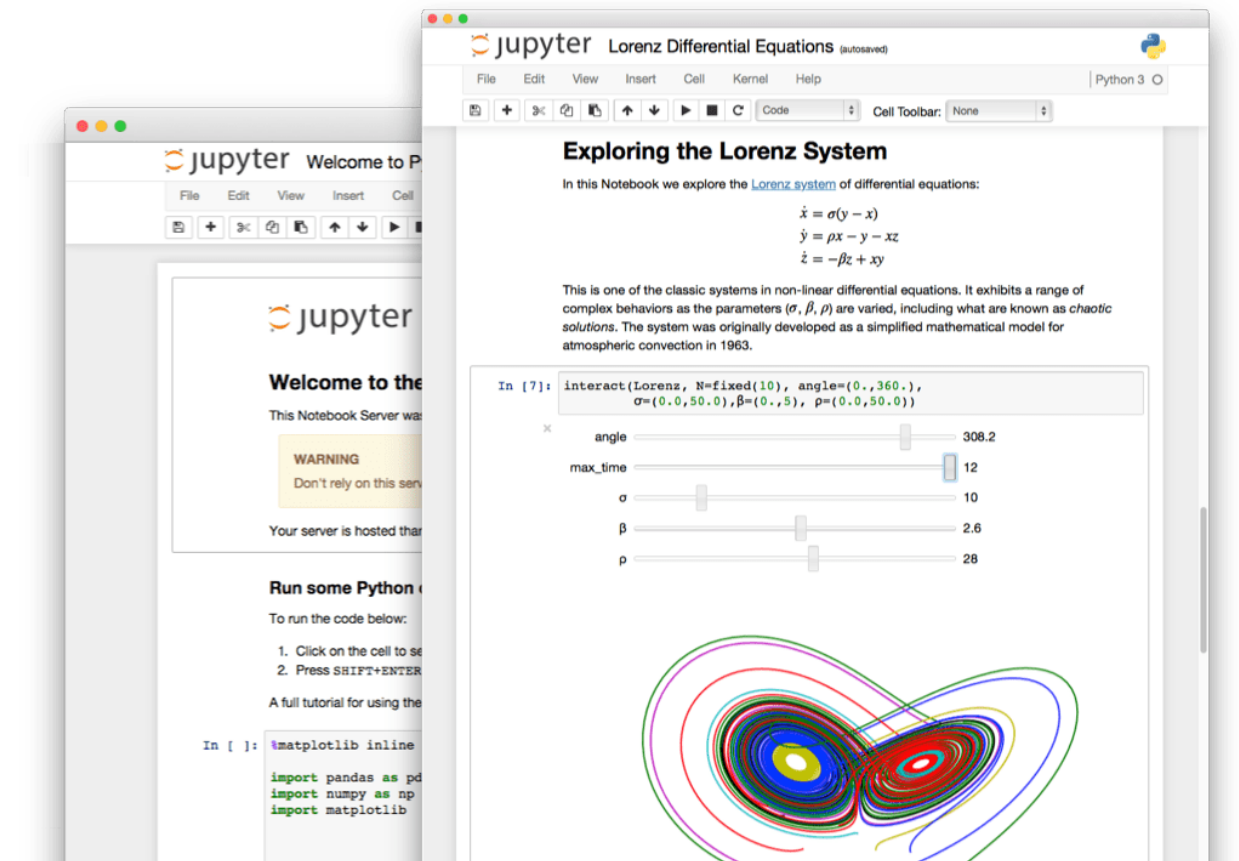 jupyter Lorenz Differential Equations (autosaved)
File Edit View Insert Cell Kernel Help Python 3
Code Cell Toolbar: None
Exploring the Lorenz System
In this Notebook we explore the Lorenz system of differential equations:
ẋ = σ(y − x)
ẏ = ρx − y − xz
ż = −βz + xy
This is one of the classic systems in non-linear differential equations. It exhibits a range of
complex behaviors as the parameters (σ, β, ρ) are varied, including what are known as chaotic
solutions. The system was originally developed as a simplified mathematical model for
atmospheric convection in 1963.
In [7]: interact(Lorenz, N=fixed(10), angle=(0.,360.),
σ=(0.0,50.0),β=(0.,5), ρ=(0.0,50.0))
angle 308.2
max_time 12
σ 10
β 2.6
ρ 28
jupyter Welcome to P
File Edit View Insert Cell
jupyter
Welcome to the
This Notebook Server was
WARNING
Don't rely on this serv
Your server is hosted than
Run some Python
To run the code below:
1. Click on the cell to se
2. Press SHIFT+ENTER
A full tutorial for using the
In [ ]: %matplotlib inline
import pandas as pd
import numpy as np
import matplotlib